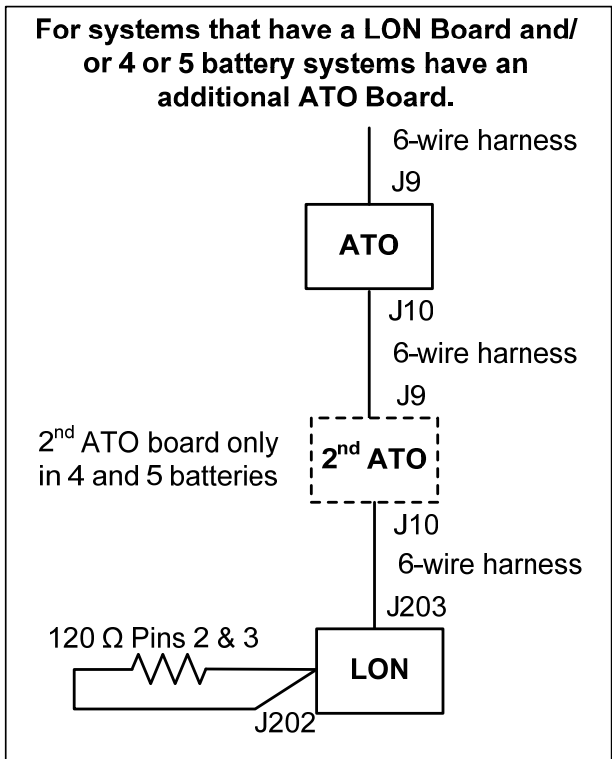 For systems that have a LON Board and/
or 4 or 5 battery systems have an
additional ATO Board.
6-wire harness
J9
ATO
J10
6-wire harness
J9
2nd ATO board only
in 4 and 5 batteries
2nd ATO
J10
6-wire harness
J203
120 Ω Pins 2 & 3
LON
J202